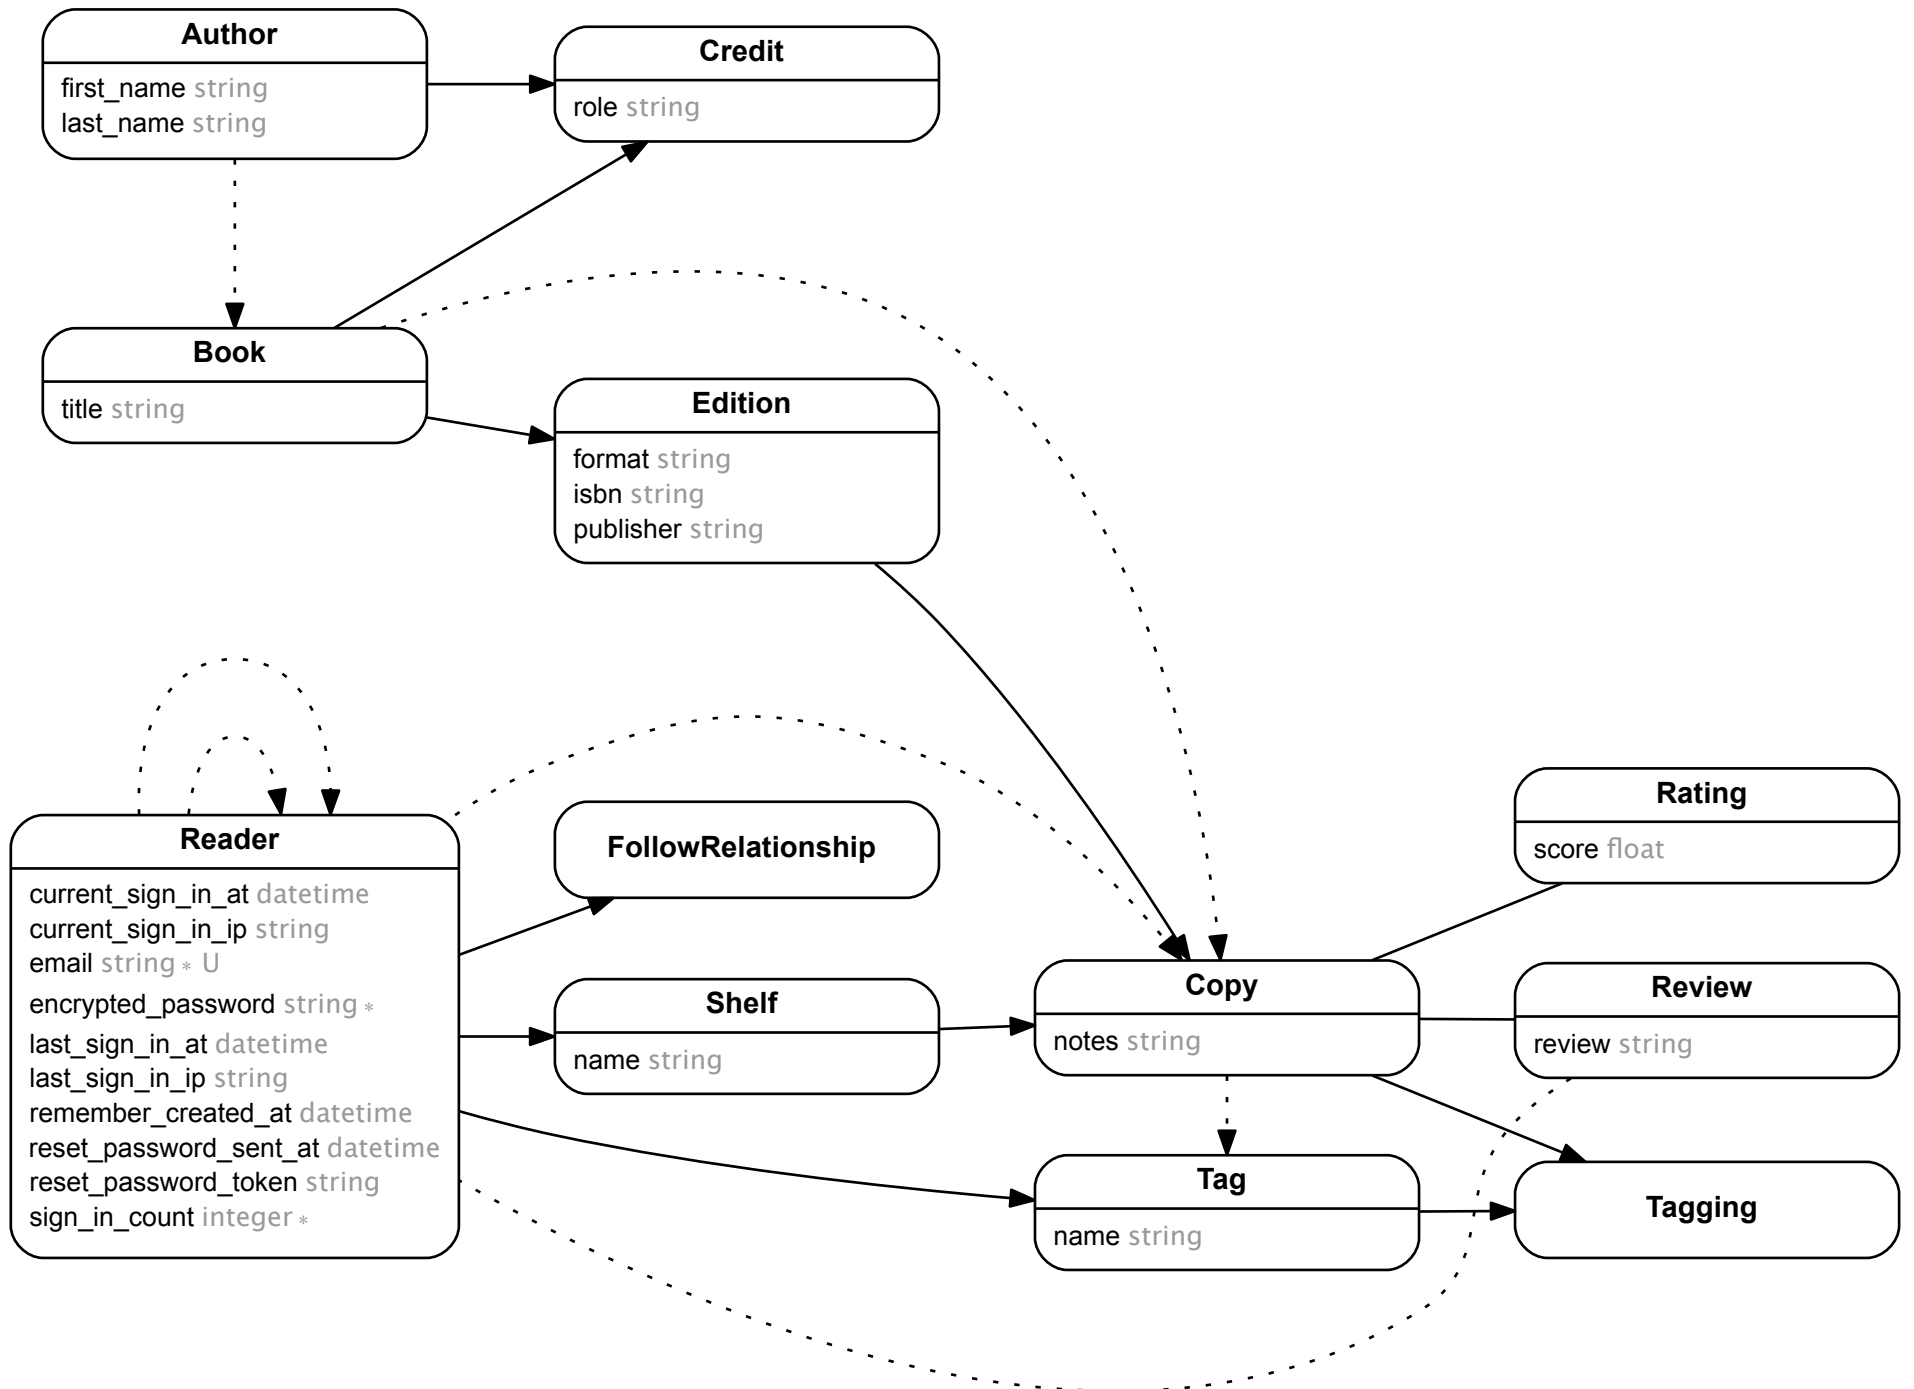 Author
first_name string
last_name string
Credit
role string
Book
title string
Edition
format string
isbn string
publisher string
Reader
current_sign_in_at datetime
current_sign_in_ip string
email string * U
encrypted_password string *
last_sign_in_at datetime
last_sign_in_ip string
remember_created_at datetime
reset_password_sent_at datetime
reset_password_token string
sign_in_count integer *
FollowRelationship
Shelf
name string
Copy
notes string
Tag
name string
Rating
score float
Review
review string
Tagging